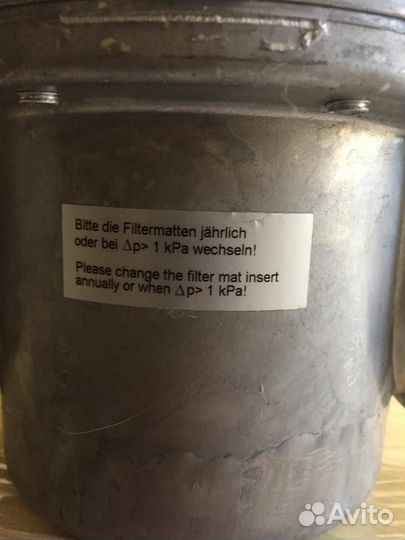 Bitte die Filtermatten jährlich
oder bei Δp> 1 kPa wechseln!
Please change the filter mat insert
annually or when Δp> 1 kPa!
Avito